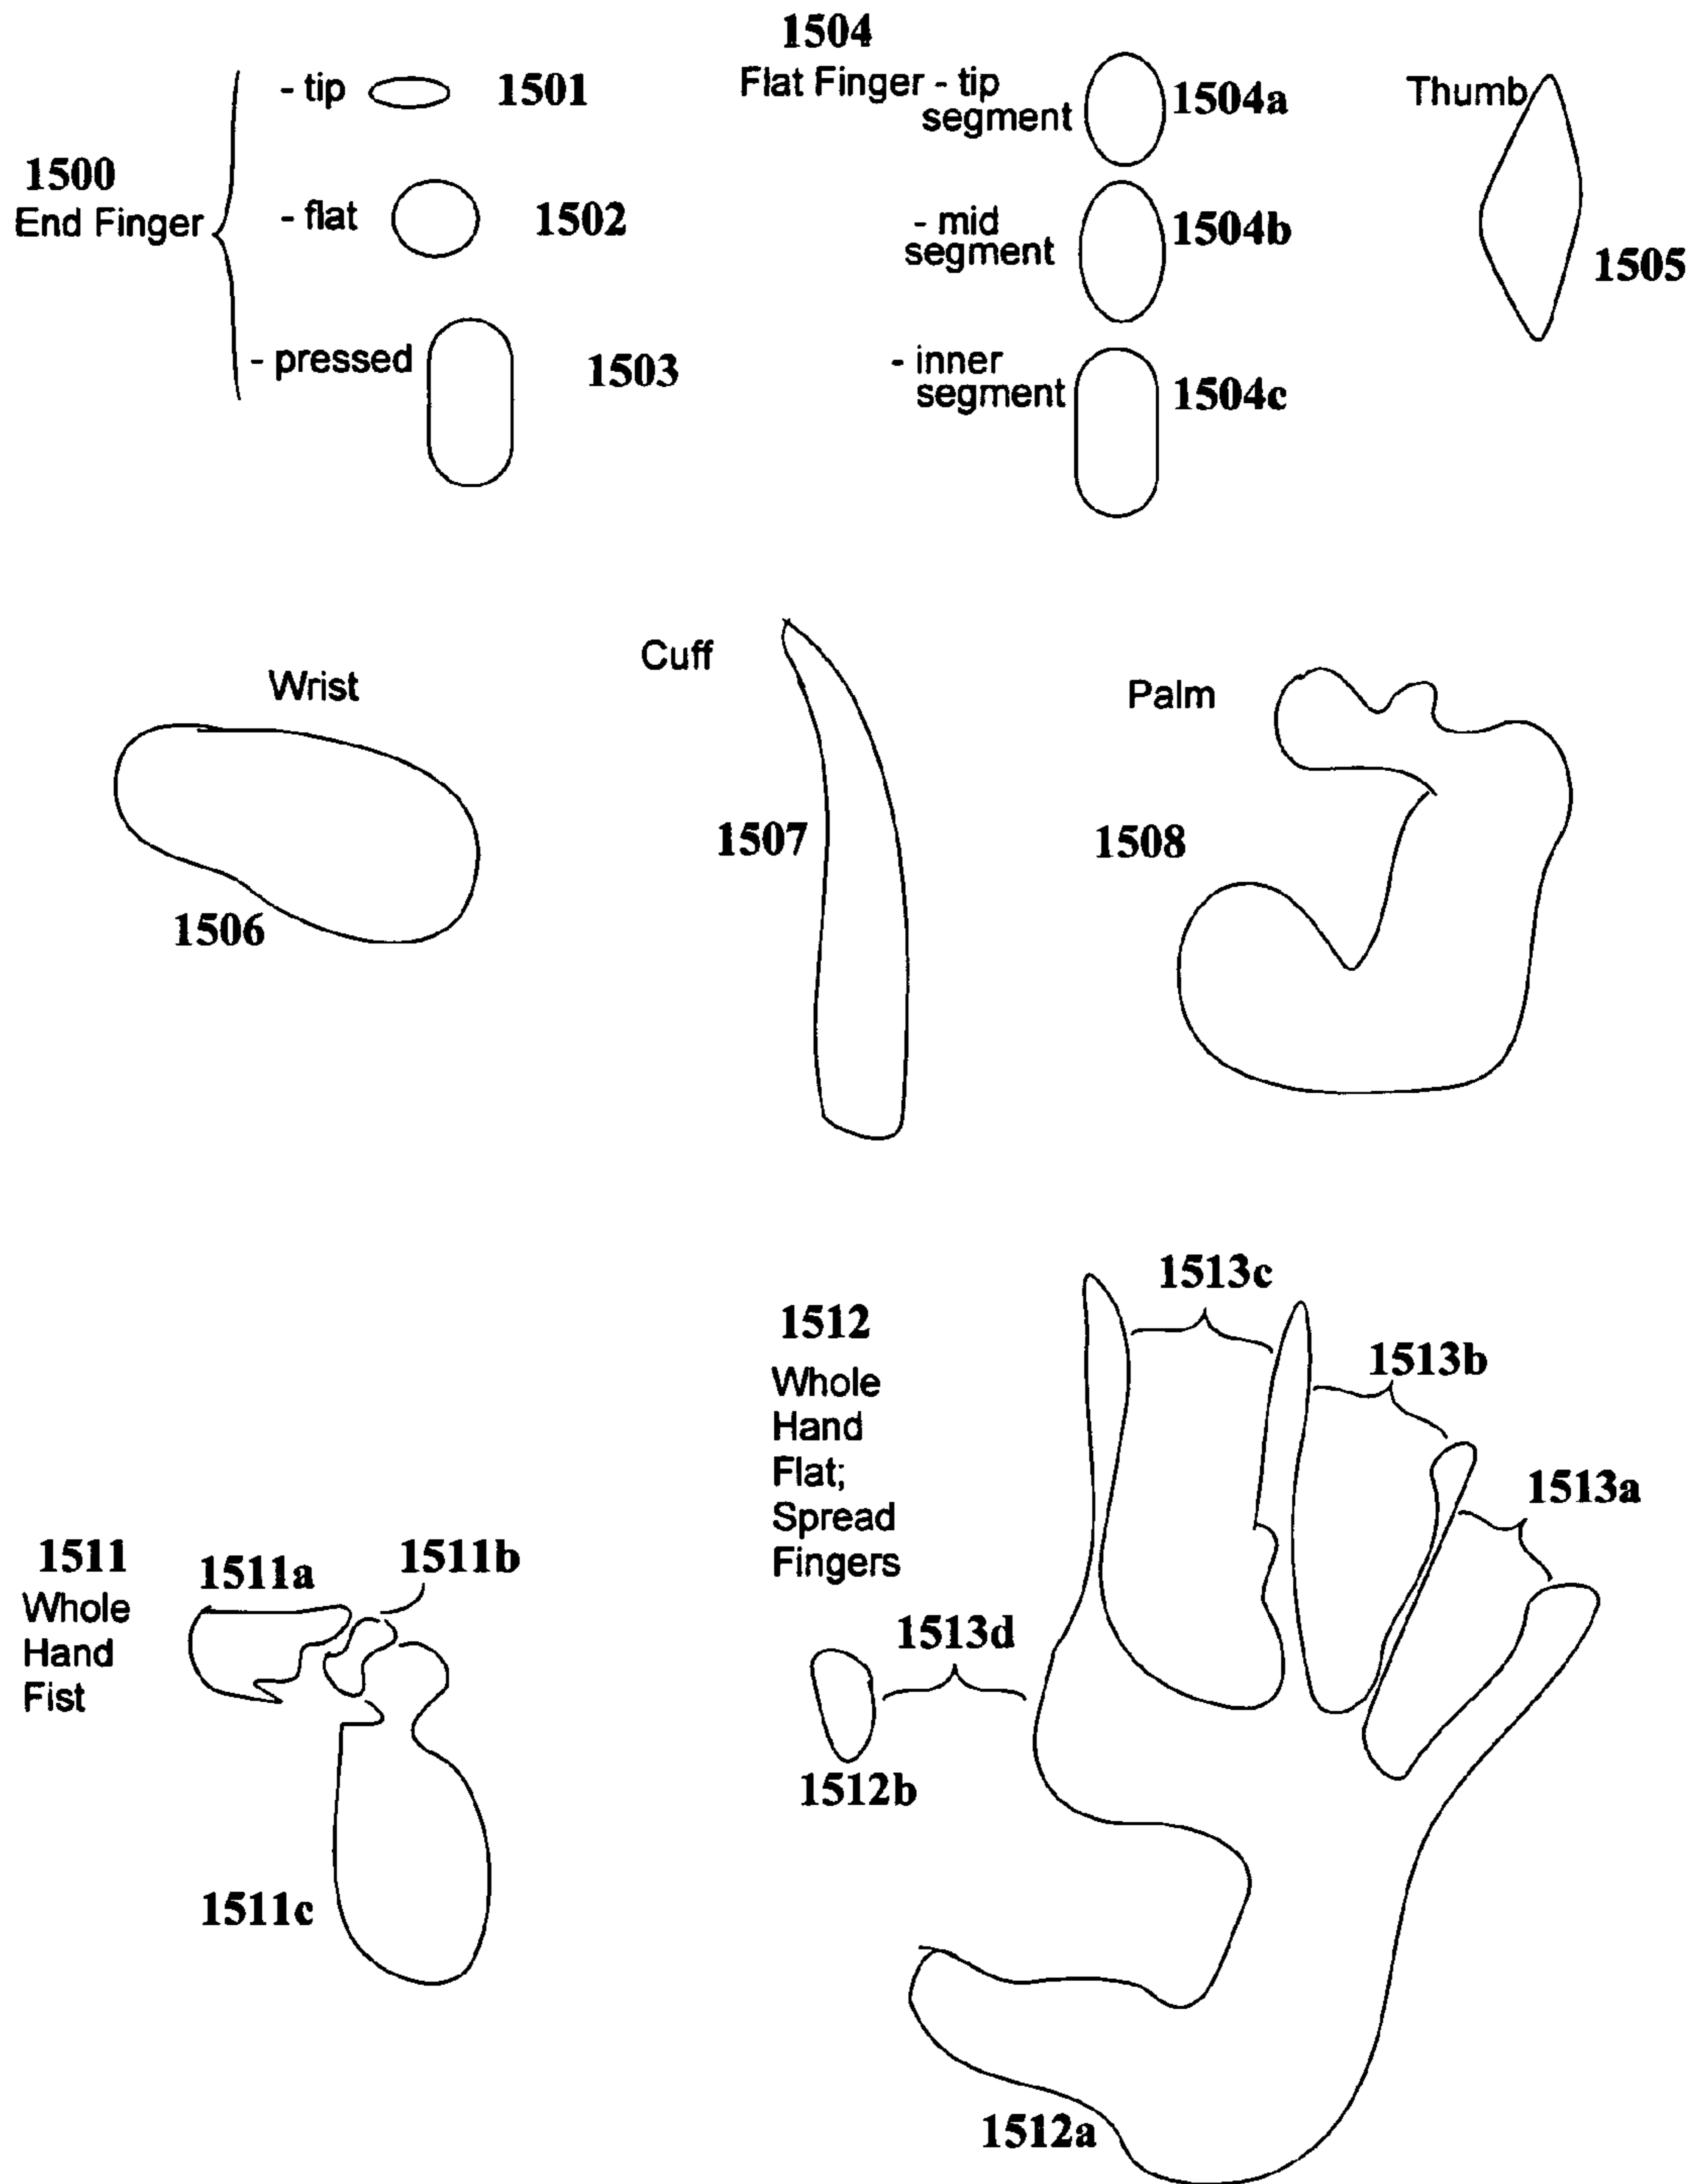 1500
End Finger
- tip 1501
- flat 1502
- pressed 1503
1504
Flat Finger - tip
segment 1504a
- mid
segment 1504b
- inner
segment 1504c
Thumb
1505
Wrist
1506
Cuff
1507
Palm
1508
1511
Whole
Hand
Fist
1511a
1511b
1511c
1512
Whole
Hand
Flat;
Spread
Fingers
1513c
1513b
1513a
1513d
1512b
1512a